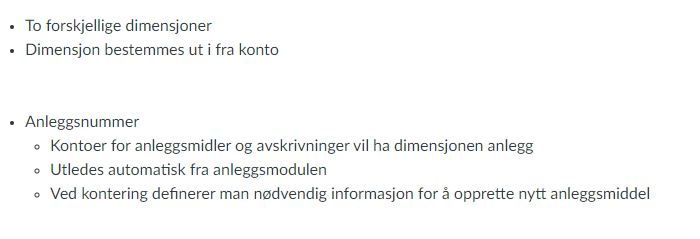 To forskjellige dimensjoner
Dimensjon bestemmes ut i fra konto
Anleggsnummer
Kontoer for anleggsmidler og avskrivninger vil ha dimensjonen anlegg
Utledes automatisk fra anleggsmodulen
Ved kontering definerer man nødvendig informasjon for å opprette nytt anleggsmiddel